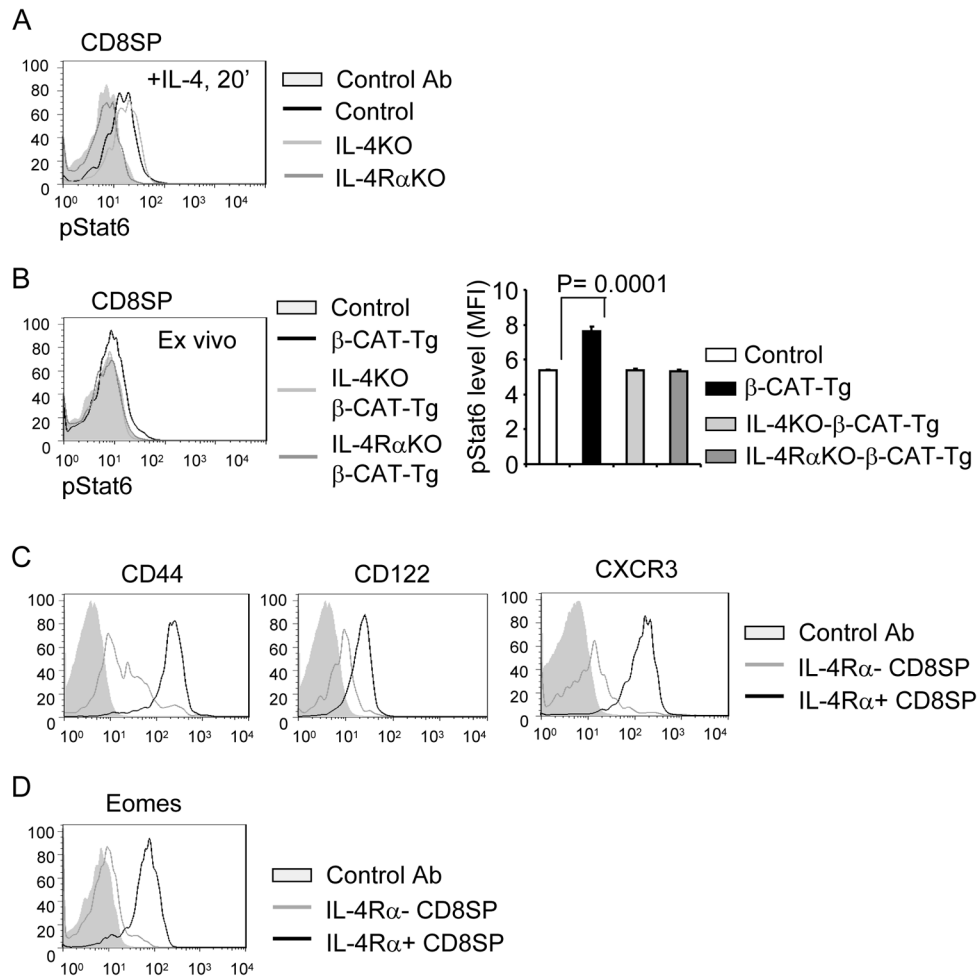 A
CD8SP
+IL-4, 20'
100
80
60
40
20
0
10⁰ 10¹ 10² 10³ 10⁴
pStat6
Control Ab
Control
IL-4KO
IL-4RαKO
B
CD8SP
Ex vivo
100
80
60
40
20
0
10⁰ 10¹ 10² 10³ 10⁴
pStat6
Control
β-CAT-Tg
IL-4KO
β-CAT-Tg
IL-4RαKO
β-CAT-Tg
P= 0.0001
pStat6 level (MFI)
10
8
6
4
2
0
Control
β-CAT-Tg
IL-4KO-β-CAT-Tg
IL-4RαKO-β-CAT-Tg
C
CD44
100
80
60
40
20
0
10⁰ 10¹ 10² 10³ 10⁴
CD122
100
80
60
40
20
0
10⁰ 10¹ 10² 10³ 10⁴
CXCR3
100
80
60
40
20
0
10⁰ 10¹ 10² 10³ 10⁴
Control Ab
IL-4Rα- CD8SP
IL-4Rα+ CD8SP
D
Eomes
100
80
60
40
20
0
10⁰ 10¹ 10² 10³ 10⁴
Control Ab
IL-4Rα- CD8SP
IL-4Rα+ CD8SP